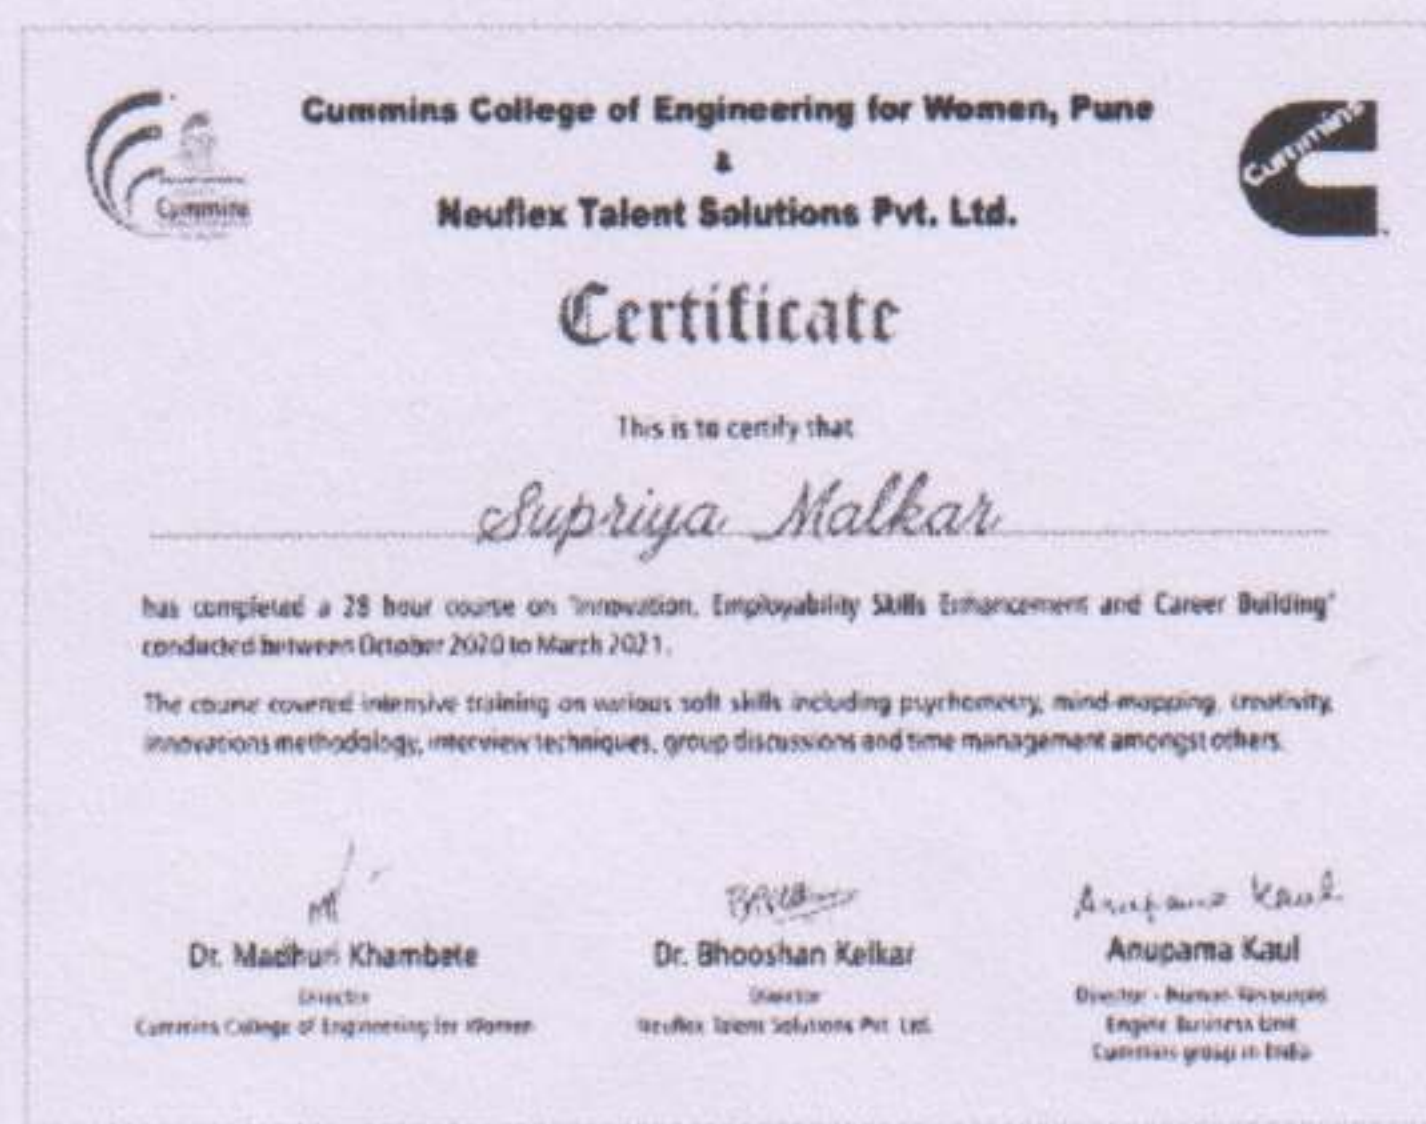 Cummins College of Engineering for Women, Pune
&
Neuflex Talent Solutions Pvt. Ltd.
Cummins
Cummins
Certificate
This is to certify that
Supriya Malkar
has completed a 28 hour course on "Innovation, Employability Skills Enhancement and Career Building"
conducted between October 2020 to March 2021.
The course covered intensive training on various soft skills including psychometry, mind-mapping, creativity,
innovations methodology, interview techniques, group discussions and time management amongst others.
Anupama Kaul
Dr. Madhuri Khambete
Dr. Bhooshan Kelkar
Anupama Kaul
Director
Director
Director - Human Resources
Cummins College of Engineering for Women
Neuflex Talent Solutions Pvt. Ltd.
Engine Business Unit
Cummins group in India